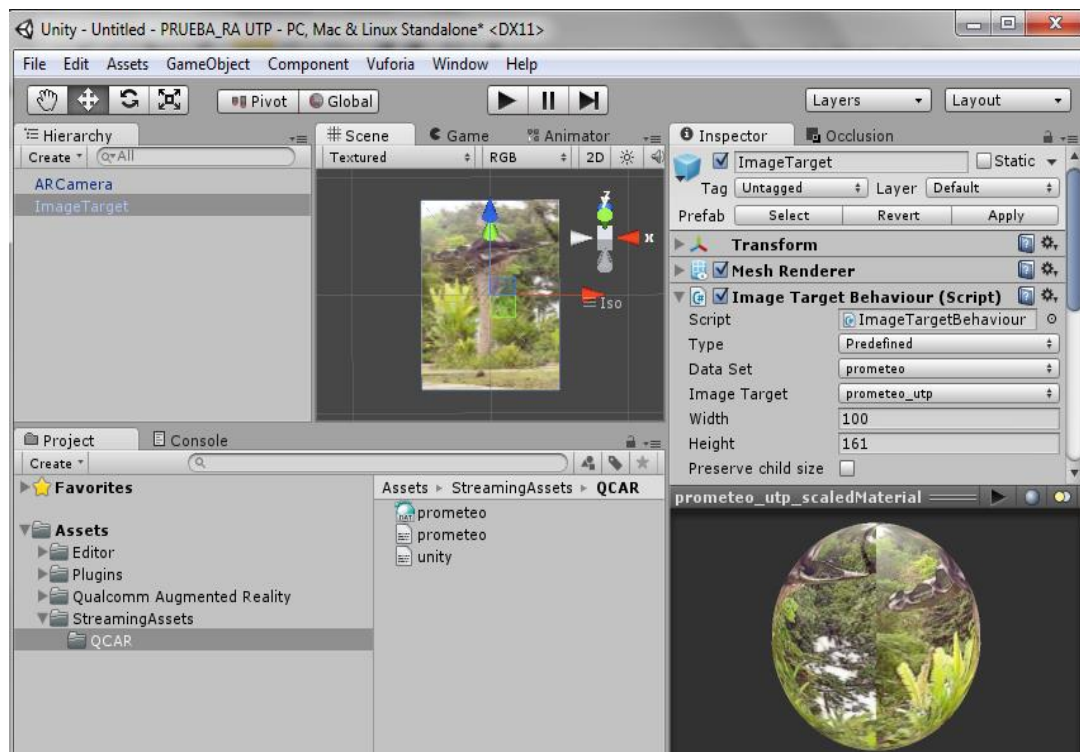 Unity - Untitled - PRUEBA_RA UTP - PC, Mac & Linux Standalone* <DX11>
File Edit Assets GameObject Component Vuforia Window Help
Pivot Global Layers Layout
Hierarchy
Create All
ARCamera
ImageTarget
Scene Game Animator
Textured RGB 2D
z
x
Iso
Inspector Occlusion
ImageTarget Static
Tag Untagged Layer Default
Prefab Select Revert Apply
Transform
Mesh Renderer
Image Target Behaviour (Script)
Script ImageTargetBehaviour
Type Predefined
Data Set prometeo
Image Target prometeo_utp
Width 100
Height 161
Preserve child size
prometeo_utp_scaledMaterial
Project Console
Create
Favorites
Assets
Editor
Plugins
Qualcomm Augmented Reality
StreamingAssets
QCAR
Assets StreamingAssets QCAR
prometeo
prometeo
unity